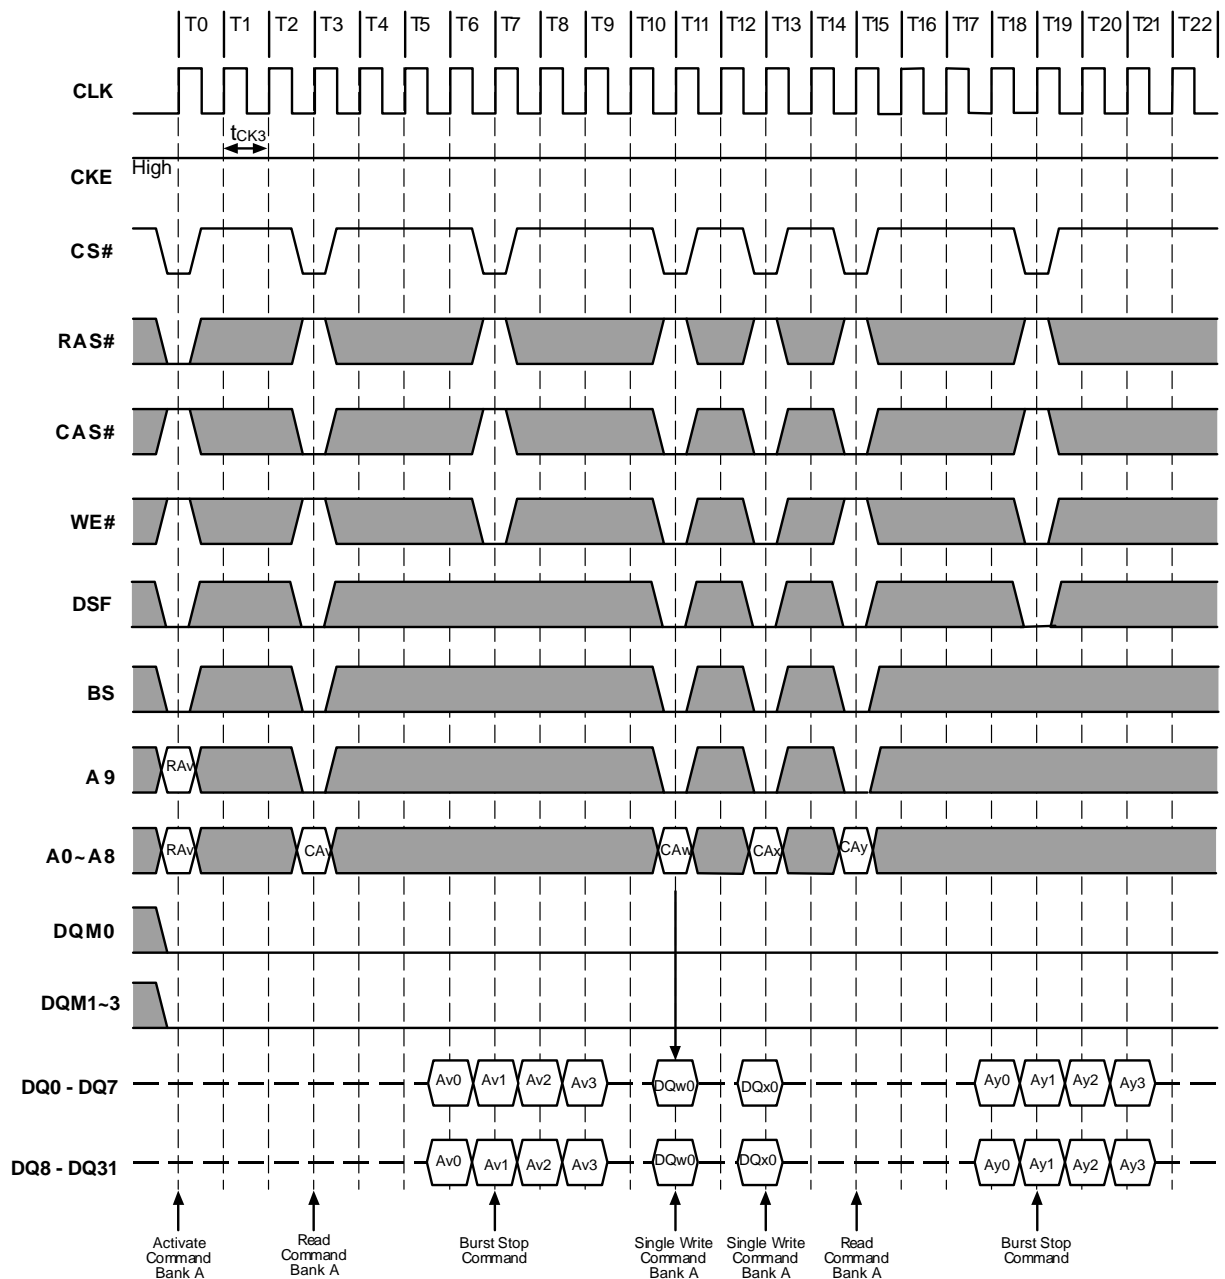 T0 T1 T2 T3 T4 T5 T6 T7 T8 T9 T10 T11 T12 T13 T14 T15 T16 T17 T18 T19 T20 T21 T22
CLK
tCK3
High
CKE
CS#
RAS#
CAS#
WE#
DSF
BS
A9
RAv
A0~A8
RAv CAv CAw CAx CAy
DQM0
DQM1~3
DQ0 - DQ7
Av0 Av1 Av2 Av3 DQw0 DQx0 Ay0 Ay1 Ay2 Ay3
DQ8 - DQ31
Av0 Av1 Av2 Av3 DQw0 DQx0 Ay0 Ay1 Ay2 Ay3
Activate
Command
Bank A
Read
Command
Bank A
Burst Stop
Command
Single Write
Command
Bank A
Single Write
Command
Bank A
Read
Command
Bank A
Burst Stop
Command